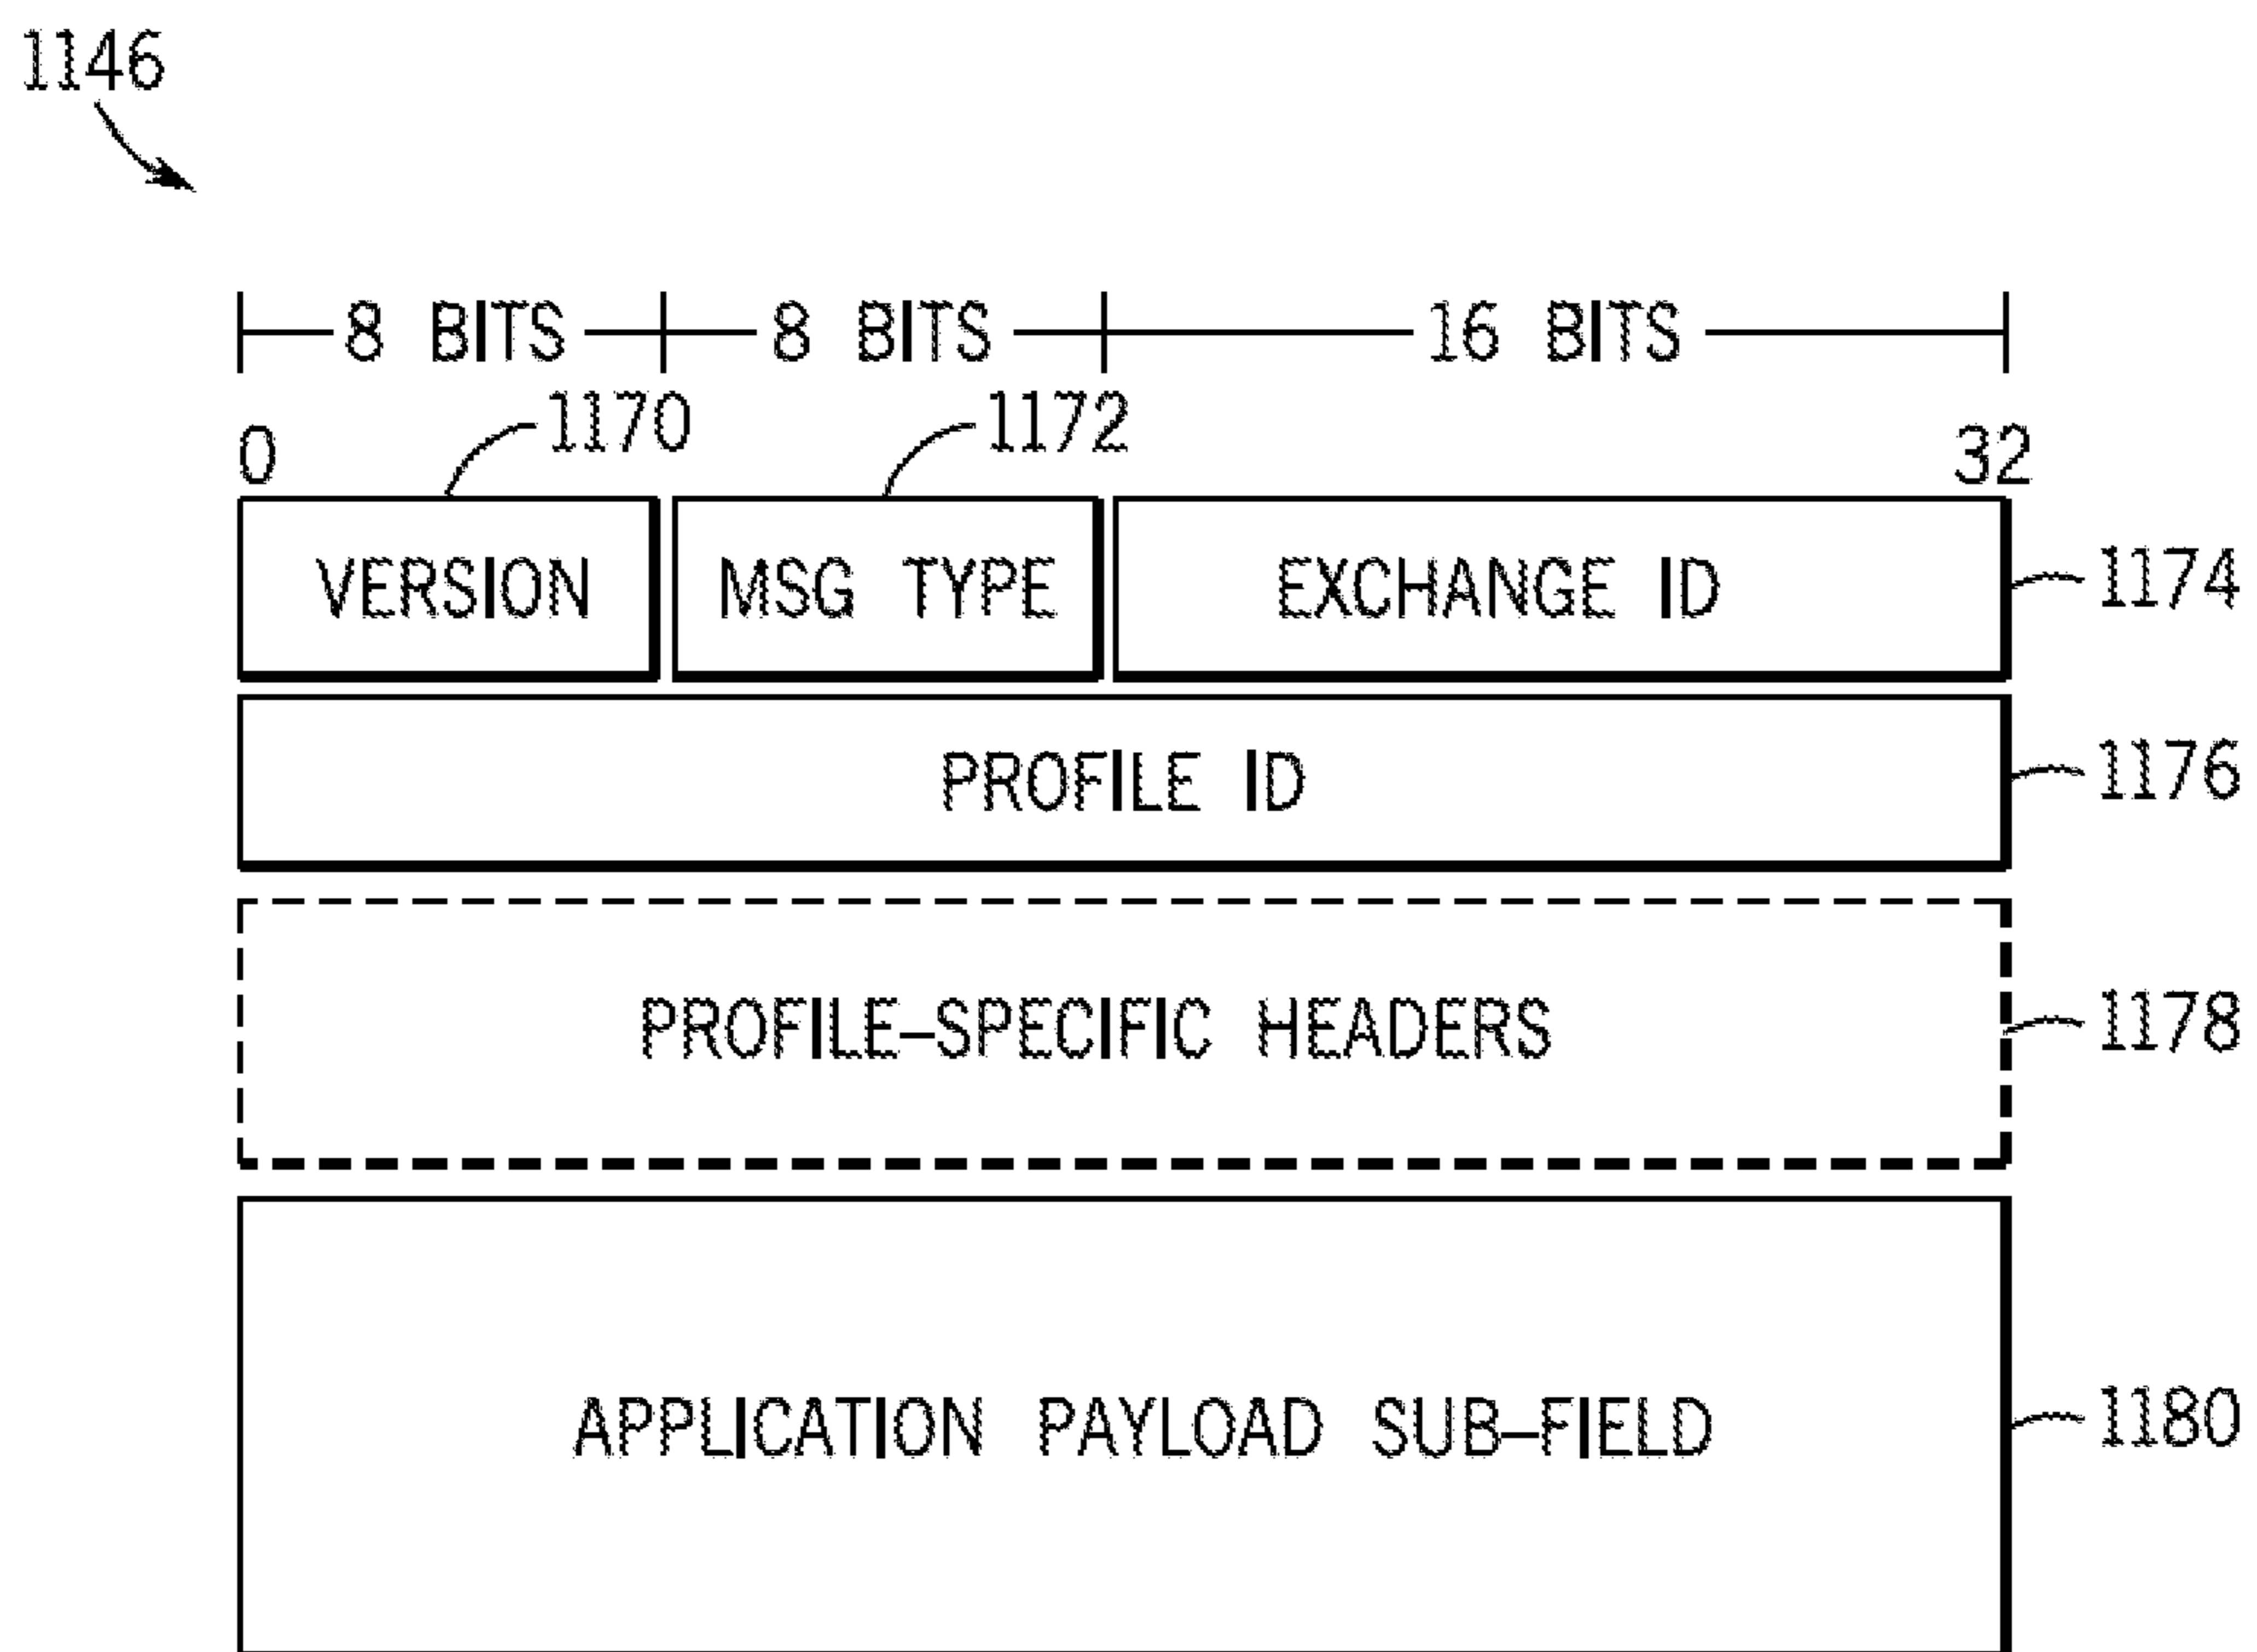 1146
8 BITS 8 BITS 16 BITS
1170 1172
0 32
VERSION MSG TYPE EXCHANGE ID 1174
PROFILE ID 1176
PROFILE-SPECIFIC HEADERS 1178
APPLICATION PAYLOAD SUB-FIELD 1180